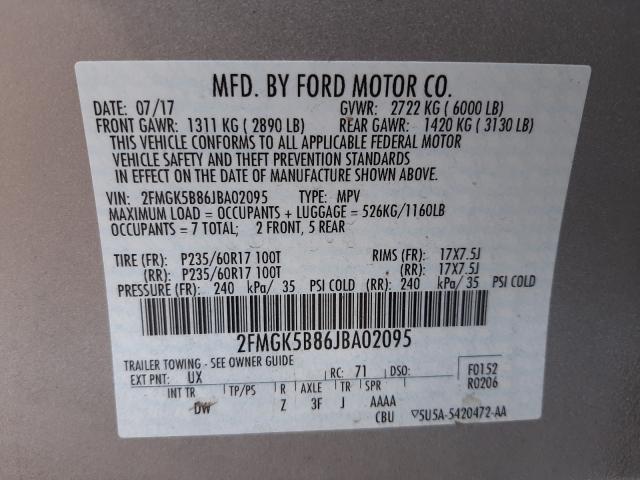 MFD. BY FORD MOTOR CO.
DATE: 07/17 GVWR: 2722 KG ( 6000 LB)
FRONT GAWR: 1311 KG ( 2890 LB) REAR GAWR: 1420 KG ( 3130 LB)
THIS VEHICLE CONFORMS TO ALL APPLICABLE FEDERAL MOTOR
VEHICLE SAFETY AND THEFT PREVENTION STANDARDS
IN EFFECT ON THE DATE OF MANUFACTURE SHOWN ABOVE.
VIN: 2FMGK5B86JBA02095 TYPE: MPV
MAXIMUM LOAD = OCCUPANTS + LUGGAGE = 526KG/1160LB
OCCUPANTS = 7 TOTAL; 2 FRONT, 5 REAR
TIRE (FR): P235/60R17 100T RIMS (FR): 17X7.5J
(RR): P235/60R17 100T (RR): 17X7.5J
PRESSURE (FR): 240 kPa/ 35 PSI COLD (RR): 240 kPa/ 35 PSI COLD
2FMGK5B86JBA02095
TRAILER TOWING - SEE OWNER GUIDE
EXT PNT: UX RC: 71 DSO: F0152
INT TR TP/PS R AXLE TR SPR R0206
DW Z 3F J AAAA
CBU 5U5A-5420472-AA